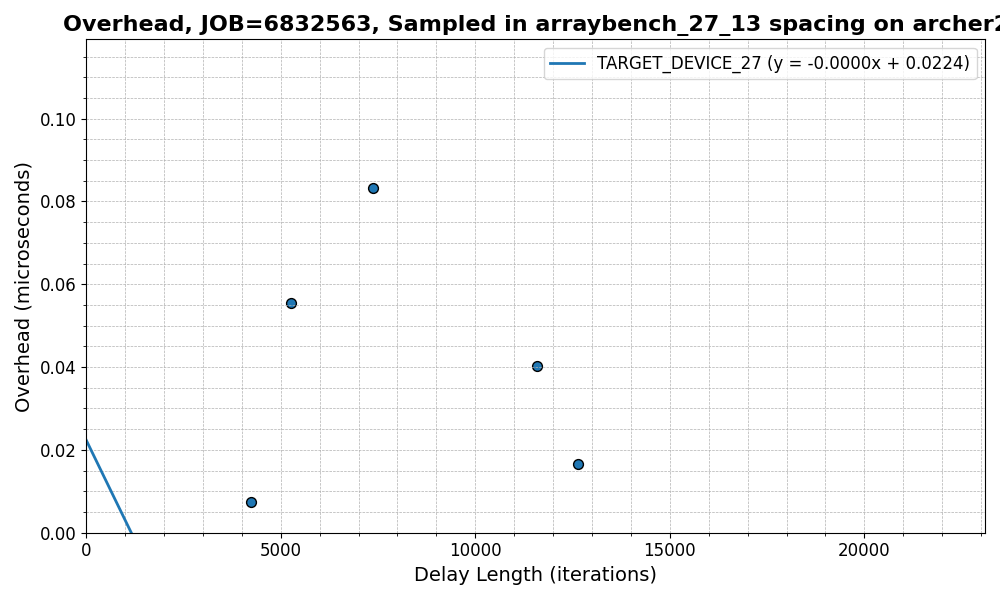 Overhead, JOB=6832563, Sampled in arraybench_27_13 spacing on archer2
TARGET_DEVICE_27 (y = -0.0000x + 0.0224)
Overhead (microseconds)
0.10
0.08
0.06
0.04
0.02
0.00
0 5000 10000 15000 20000
Delay Length (iterations)